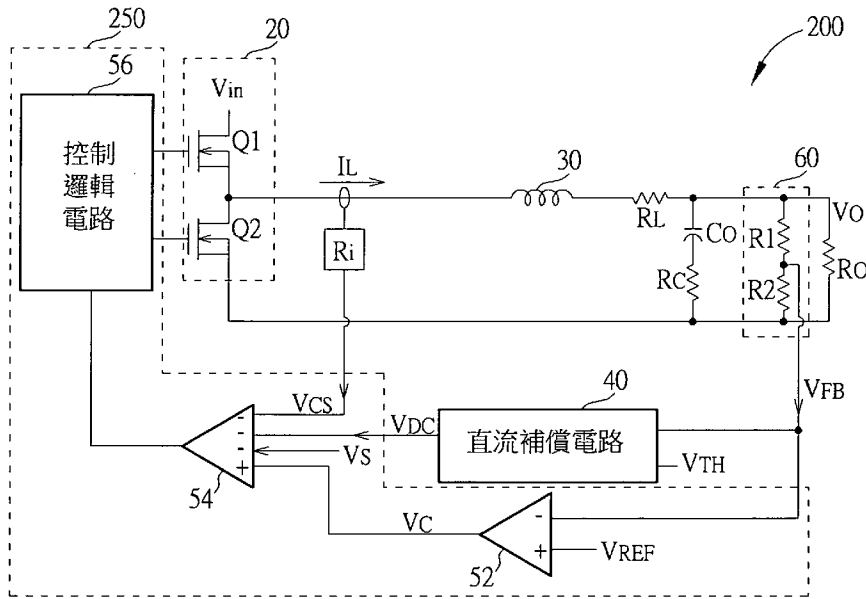 250
20
200
56
Vin
控制
邏輯
電路
Q1
Q2
IL
30
60
Ri
RL
CO
RC
R1
R2
VO
RO
VFB
VCS
VDC
VS
40
直流補償電路
VTH
-
-
-
+
54
VC
-
+
52
VREF